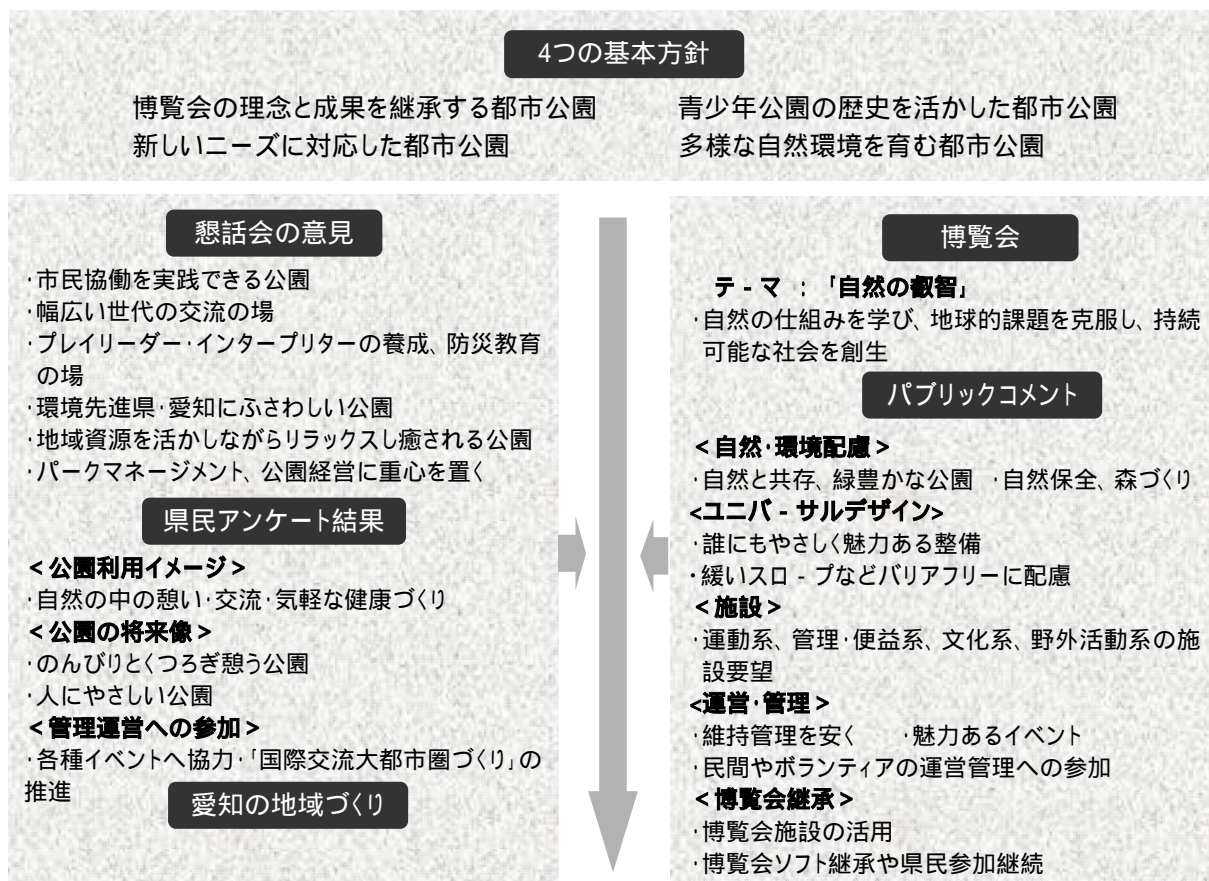 4つの基本方針
博覧会の理念と成果を継承する都市公園 青少年公園の歴史を活かした都市公園
新しいニーズに対応した都市公園 多様な自然環境を育む都市公園
懇話会の意見
・市民協働を実践できる公園
・幅広い世代の交流の場
・プレイリーダー・インタープリターの養成、防災教育
の場
・環境先進県・愛知にふさわしい公園
・地域資源を活かしながらリラックスし癒される公園
・パークマネージメント、公園経営に重心を置く
県民アンケート結果
<公園利用イメージ>
・自然の中の憩い・交流・気軽な健康づくり
<公園の将来像>
・のんびりとくつろぎ憩う公園
・人にやさしい公園
<管理運営への参加>
・各種イベントへ協力・「国際交流大都市圏づくり」の
推進
愛知の地域づくり
博覧会
テ‐マ :「自然の叡智」
・自然の仕組みを学び、地球的課題を克服し、持続
可能な社会を創生
パブリックコメント
<自然・環境配慮>
・自然と共存、緑豊かな公園 ・自然保全、森づくり
<ユニバ‐サルデザイン>
・誰にもやさしく魅力ある整備
・緩いスロ‐プなどバリアフリーに配慮
<施設>
・運動系、管理・便益系、文化系、野外活動系の施
設要望
<運営・管理>
・維持管理を安く ・魅力あるイベント
・民間やボランティアの運営管理への参加
<博覧会継承>
・博覧会施設の活用
・博覧会ソフト継承や県民参加継続